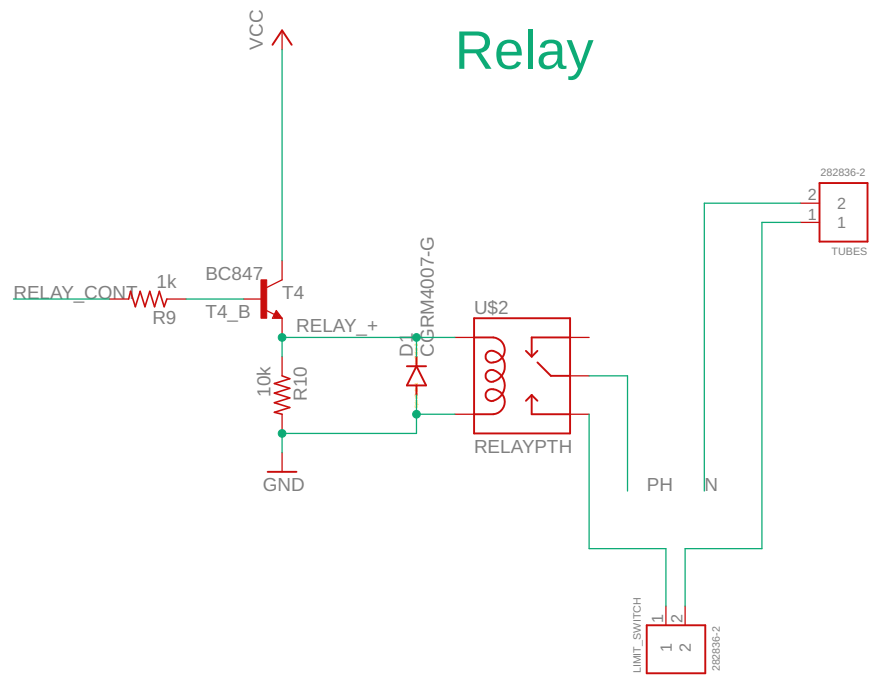 Relay
VCC
282836-2
2
1
2
1
TUBES
RELAY_CONT
1k
R9
BC847
T4_B
T4
RELAY_+
D1
CGRM4007-G
U$2
RELAYPTH
10k
R10
GND
PH
N
LIMIT_SWITCH
1
2
1
2
282836-2